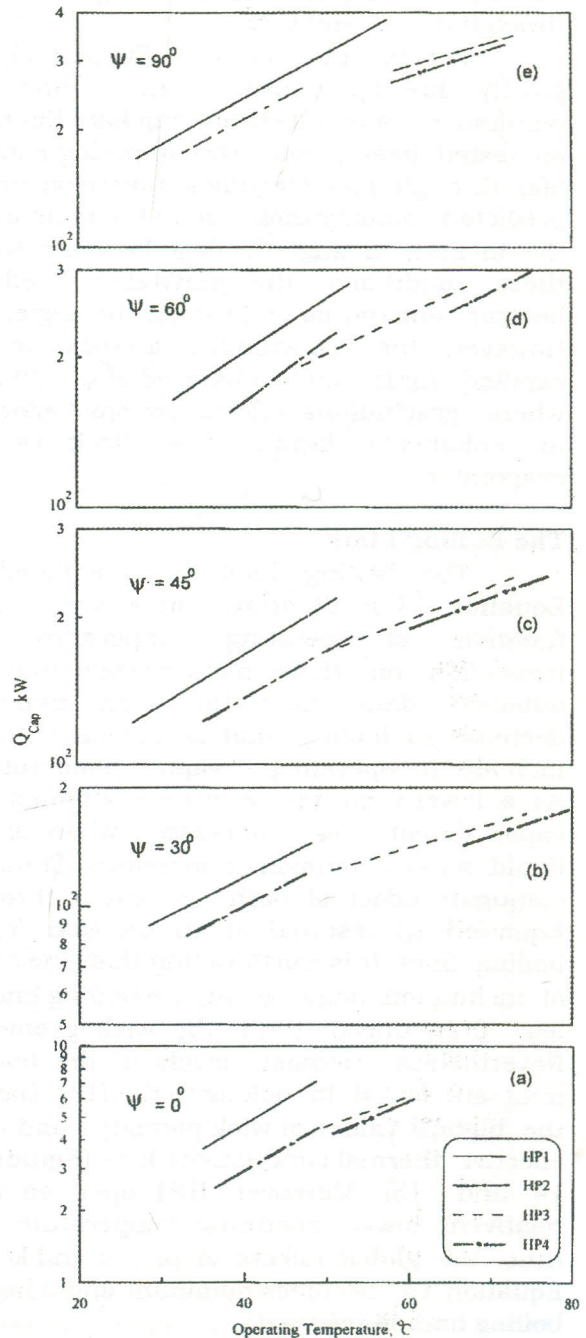 4
3
2
10²
Ψ = 90⁰
(e)
3
2
10²
Ψ = 60⁰
(d)
3
2
10²
Ψ = 45⁰
(c)
Q_Cap, kW
2
10²
9
8
7
6
5
Ψ = 30⁰
(b)
10
9
8
7
6
5
4
3
2
1
Ψ = 0⁰
(a)
HP1
HP2
HP3
HP4
20 40 60 80
Operating Temperature, ℃